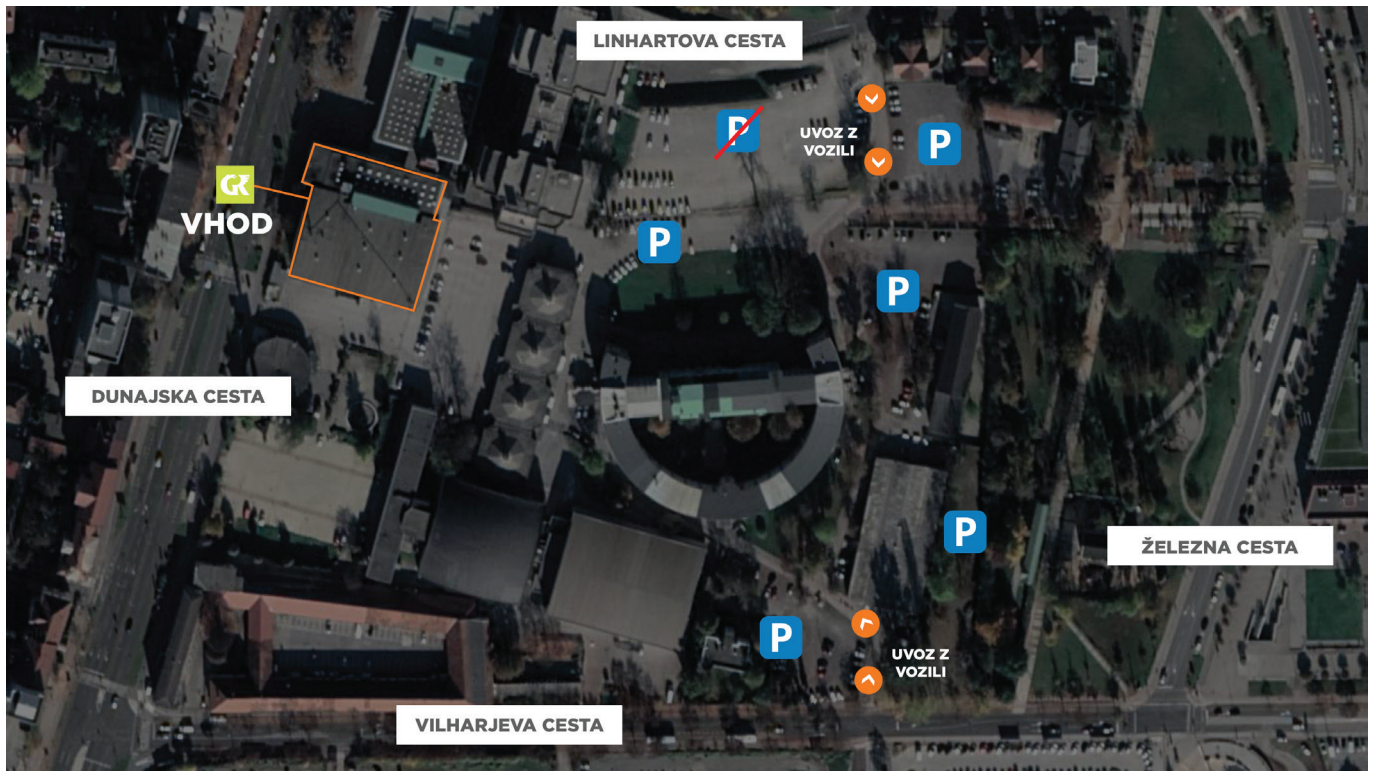 LINHARTOVA CESTA
P
UVOZ Z
VOZILI
P
GR
VHOD
P
P
DUNAJSKA CESTA
P
ŽELEZNA CESTA
P
UVOZ Z
VOZILI
VILHARJEVA CESTA